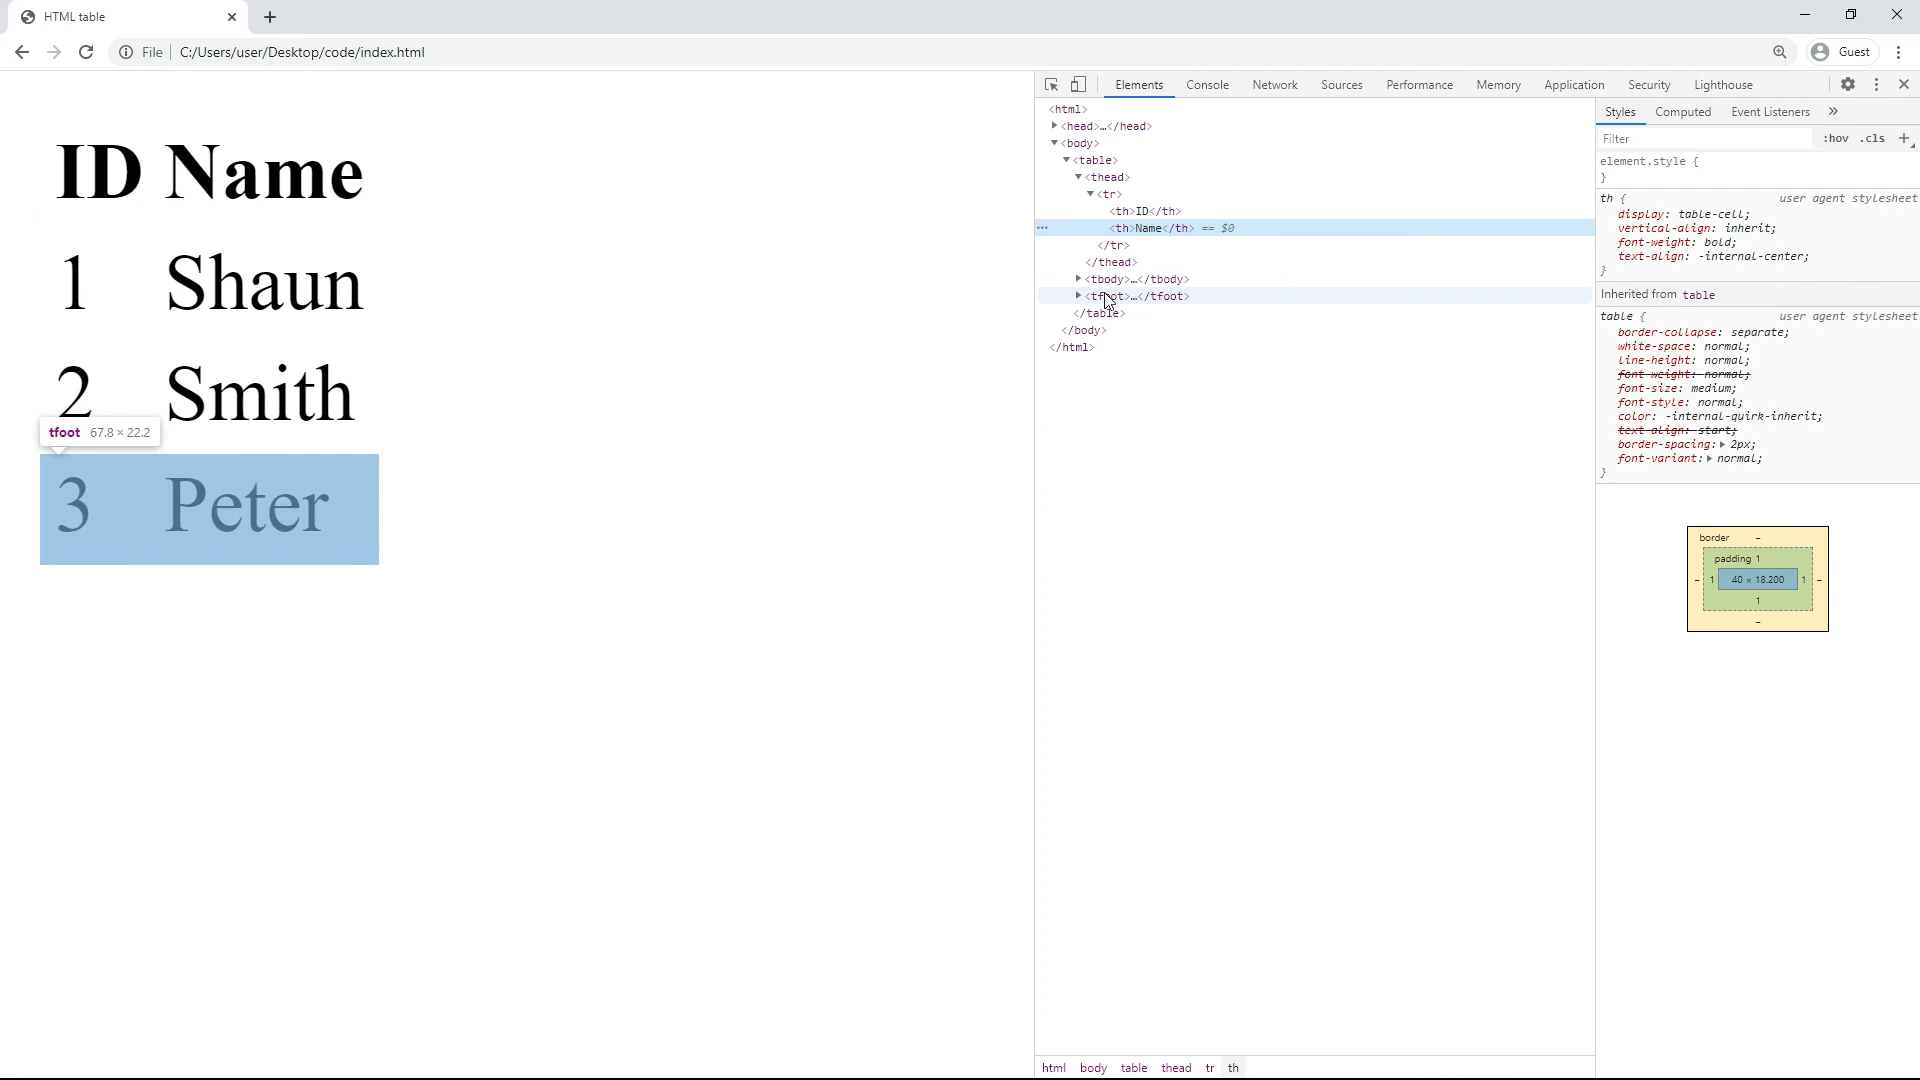 HTML table
File C:/Users/user/Desktop/code/index.html
Guest
ID Name
1 Shaun
2 Smith
tfoot 67.8 × 22.2
3 Peter
Elements Console Network Sources Performance Memory Application Security Lighthouse
<html>
<head>…</head>
<body>
<table>
<thead>
<tr>
<th>ID</th>
<th>Name</th> == $0
</tr>
</thead>
<tbody>…</tbody>
<tfoot>…</tfoot>
</table>
</body>
</html>
html body table thead tr th
Styles Computed Event Listeners »
Filter :hov .cls +
element.style {
}
th { user agent stylesheet
display: table-cell;
vertical-align: inherit;
font-weight: bold;
text-align: -internal-center;
}
Inherited from table
table { user agent stylesheet
border-collapse: separate;
white-space: normal;
line-height: normal;
font-weight: normal;
font-size: medium;
font-style: normal;
color: -internal-quirk-inherit;
text-align: start;
border-spacing: 2px;
font-variant: normal;
}
border –
padding 1
– 1 40 × 18.200 1 –
1
–